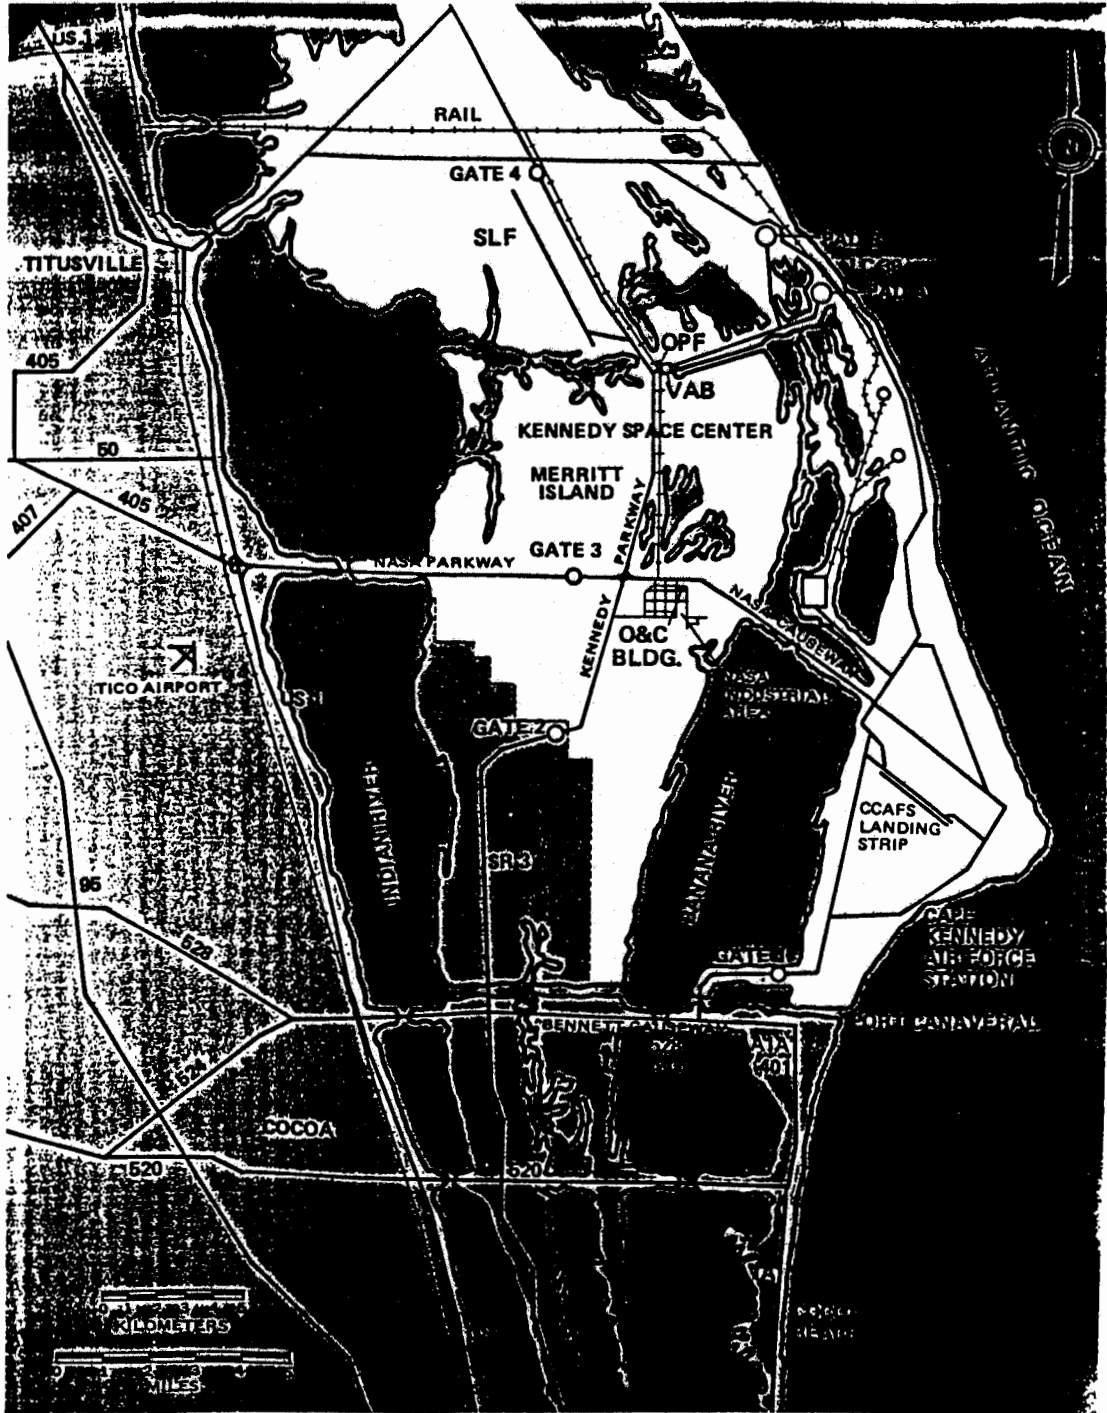 US-1
RAIL
GATE 4
SLF
TITUSVILLE
OPF
405
VAB
ATLANTIC OCEAN
KENNEDY SPACE CENTER
50
MERRITT
ISLAND
405
407
GATE 3
PARKWAY
NASA PARKWAY
NASA CAUSEWAY
KENNEDY
O&C
BLDG.
TICO AIRPORT
US-1
NASA
INDUSTRIAL
AREA
GATE 2
INDIAN RIVER
BANANA RIVER
CCAFS
LANDING
STRIP
SR 3
95
CAPE
KENNEDY
AIR FORCE
STATION
528
GATE
PORT CANAVERAL
BENNETT CAUSEWAY
528
A1A
401
524
COCOA
520
520
KILOMETERS
MILES
N